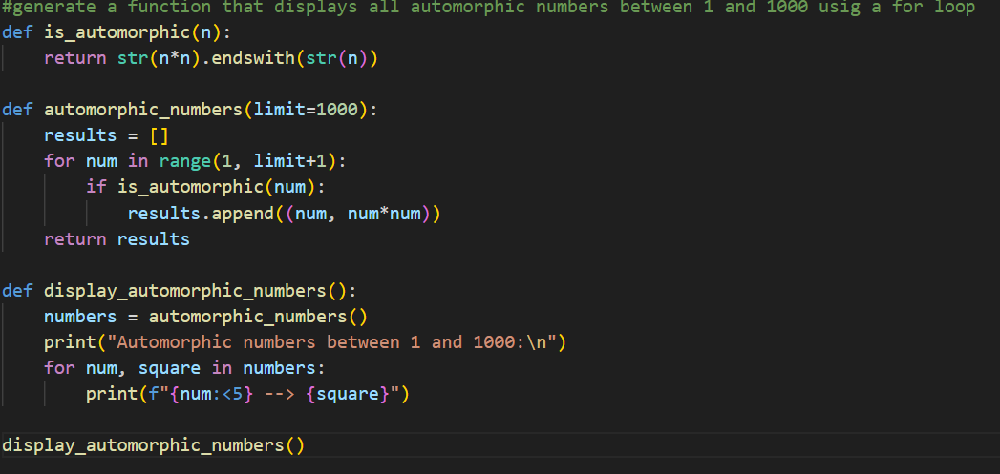 #generate a function that displays all automorphic numbers between 1 and 1000 usig a for loop
def is_automorphic(n):
    return str(n*n).endswith(str(n))

def automorphic_numbers(limit=1000):
    results = []
    for num in range(1, limit+1):
        if is_automorphic(num):
            results.append((num, num*num))
    return results

def display_automorphic_numbers():
    numbers = automorphic_numbers()
    print("Automorphic numbers between 1 and 1000:\n")
    for num, square in numbers:
        print(f"{num:<5} --> {square}")

display_automorphic_numbers()